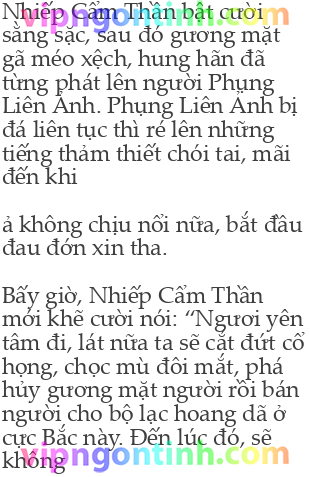 vipngontinh.com
Nhiếp Cẩm Thần bật cười
sằng sặc, sau đó gương mặt
gã méo xệch, hung hãn đã
từng phát lên người Phụng
Liên Ảnh. Phụng Liên Ảnh bị
đá liên tục thì ré lên những
tiếng thảm thiết chói tai, mãi
đến khi
ả không chịu nổi nữa, bắt đầu
đau đớn xin tha.
Bấy giờ, Nhiếp Cẩm Thần
mới khẽ cười nói: “Ngươi yên
tâm đi, lát nữa ta sẽ cắt đứt cổ
họng, chọc mù đôi mắt, phá
hủy gương mặt người rồi bán
người cho bộ lạc hoang dã ở
cực Bắc này. Đến lúc đó, sẽ
không
vipngontinh.com